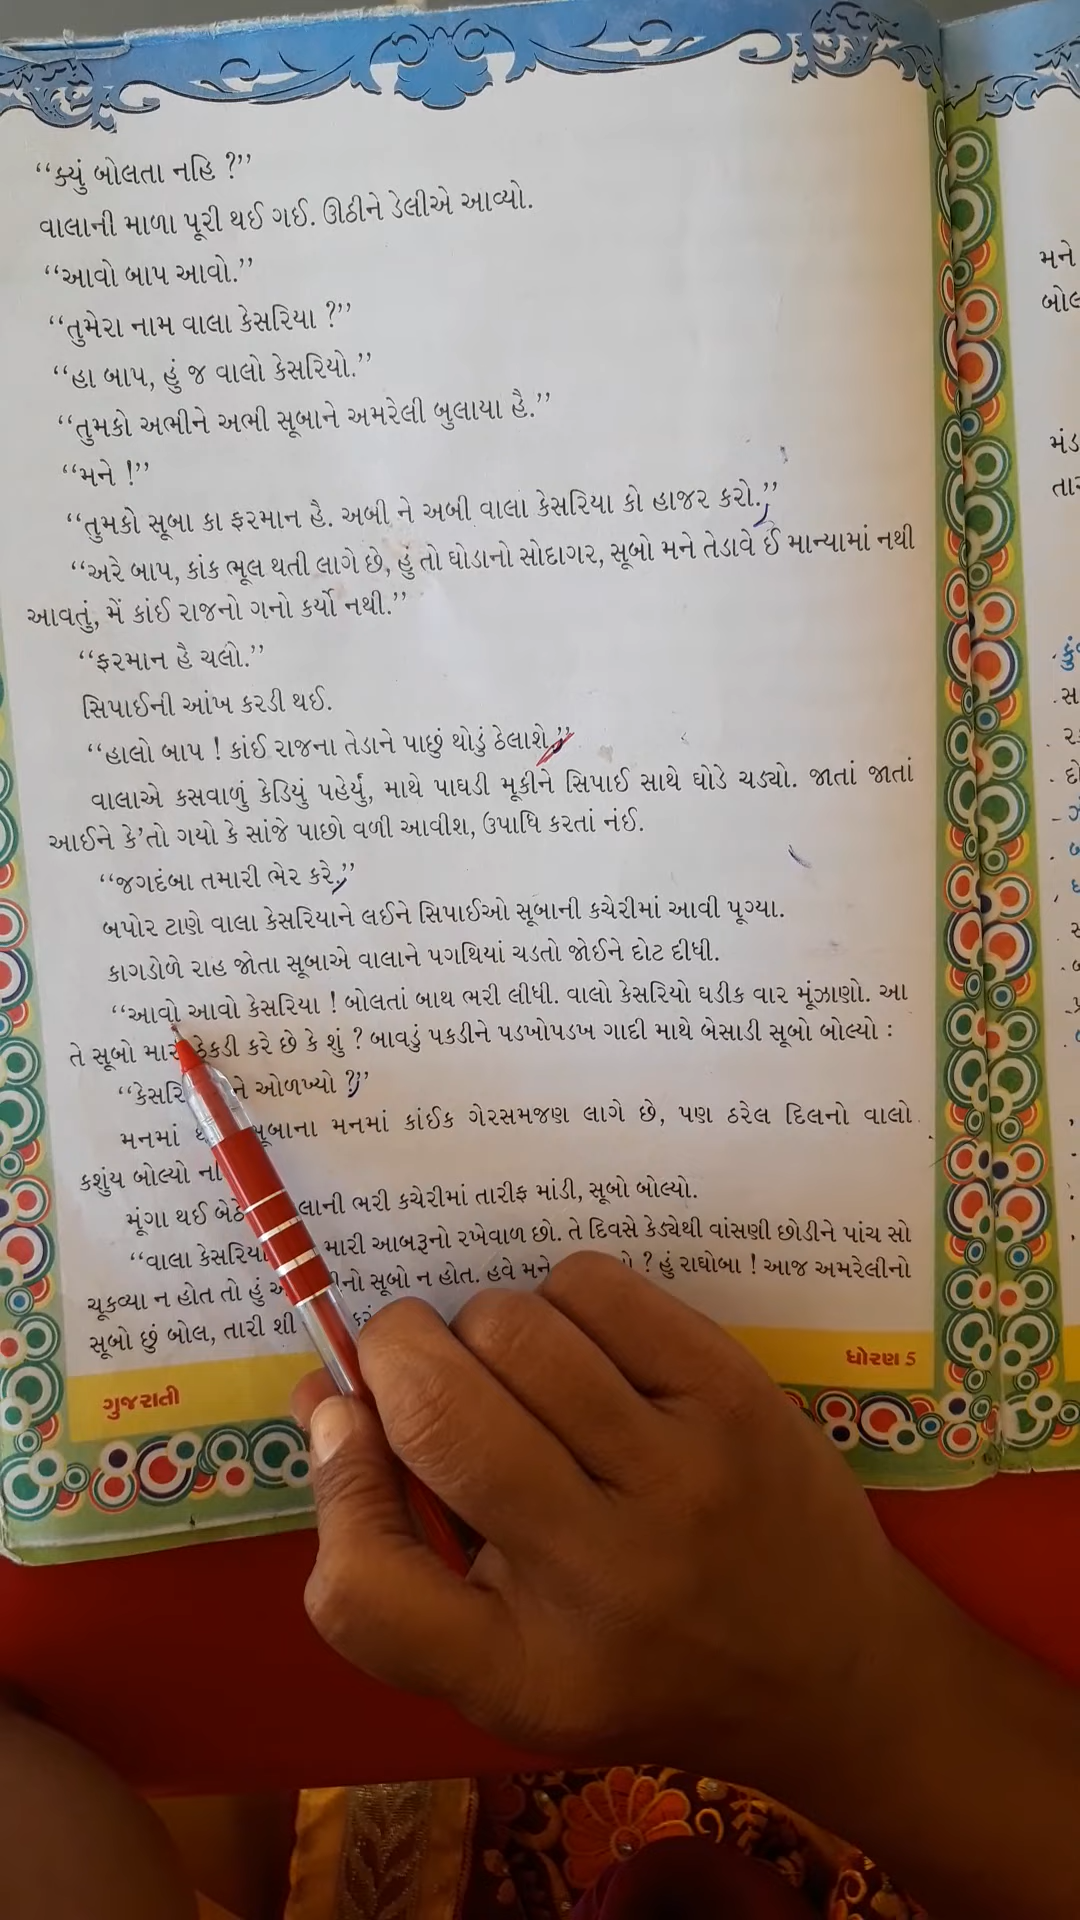 “ક્યું બોલતા નહિ ?”
વાલાની માળા પૂરી થઈ ગઈ. ઊઠીને ડેલીએ આવ્યો.
“આવો બાપ આવો.”
“તુમેરા નામ વાલા કેસરિયા ?”
“હા બાપ, હું જ વાલો કેસરિયો.”
“તુમકો અભીને અભી સૂબાને અમરેલી બુલાયા હૈ.”
“મને !”
“તુમકો સૂબા કા ફરમાન હૈ. અબી ને અબી વાલા કેસરિયા કો હાજર કરો.”
“અરે બાપ, કાંક ભૂલ થતી લાગે છે, હું તો ઘોડાનો સોદાગર, સૂબો મને તેડાવે ઈ માન્યામાં નથી
આવતું, મેં કાંઈ રાજનો ગનો કર્યો નથી.”
“ફરમાન હૈ ચલો.”
સિપાઈની આંખ કરડી થઈ.
“હાલો બાપ ! કાંઈ રાજના તેડાને પાછું થોડું ઠેલાશે.”
વાલાએ કસવાળું કેડિયું પહેર્યું, માથે પાઘડી મૂકીને સિપાઈ સાથે ઘોડે ચડ્યો. જાતાં જાતાં
આઈને કે’તો ગયો કે સાંજે પાછો વળી આવીશ, ઉપાધિ કરતાં નંઈ.
“જગદંબા તમારી ભેર કરે.”
બપોર ટાણે વાલા કેસરિયાને લઈને સિપાઈઓ સૂબાની કચેરીમાં આવી પૂગ્યા.
કાગડોળે રાહ જોતા સૂબાએ વાલાને પગથિયાં ચડતો જોઈને દોટ દીધી.
“આવો આવો કેસરિયા ! બોલતાં બાથ ભરી લીધી. વાલો કેસરિયો ઘડીક વાર મૂંઝાણો. આ
તે સૂબો મારી ઠેકડી કરે છે કે શું ? બાવડું પકડીને પડખોપડખ ગાદી માથે બેસાડી સૂબો બોલ્યો :
ઓળખ્યો ?”
મનમાં સૂબાના મનમાં કાંઈક ગેરસમજણ લાગે છે, પણ ઠરેલ દિલનો વાલો
કશુંય બોલ્યો
મૂંગા થઈ ભરી કચેરીમાં તારીફ માંડી, સૂબો બોલ્યો.
“વાલા કેસરિયા મારી આબરૂનો રખેવાળ છો. તે દિવસે કેડ્યેથી વાંસણી છોડીને પાંચ સો
ચૂકવ્યા ન હોત તો હું સૂબો ન હોત. હવે મને ? હું રાઘોબા ! આજ અમરેલીનો
સૂબો છું બોલ, તારી શી
ગુજરાતી
ધોરણ 5
મને